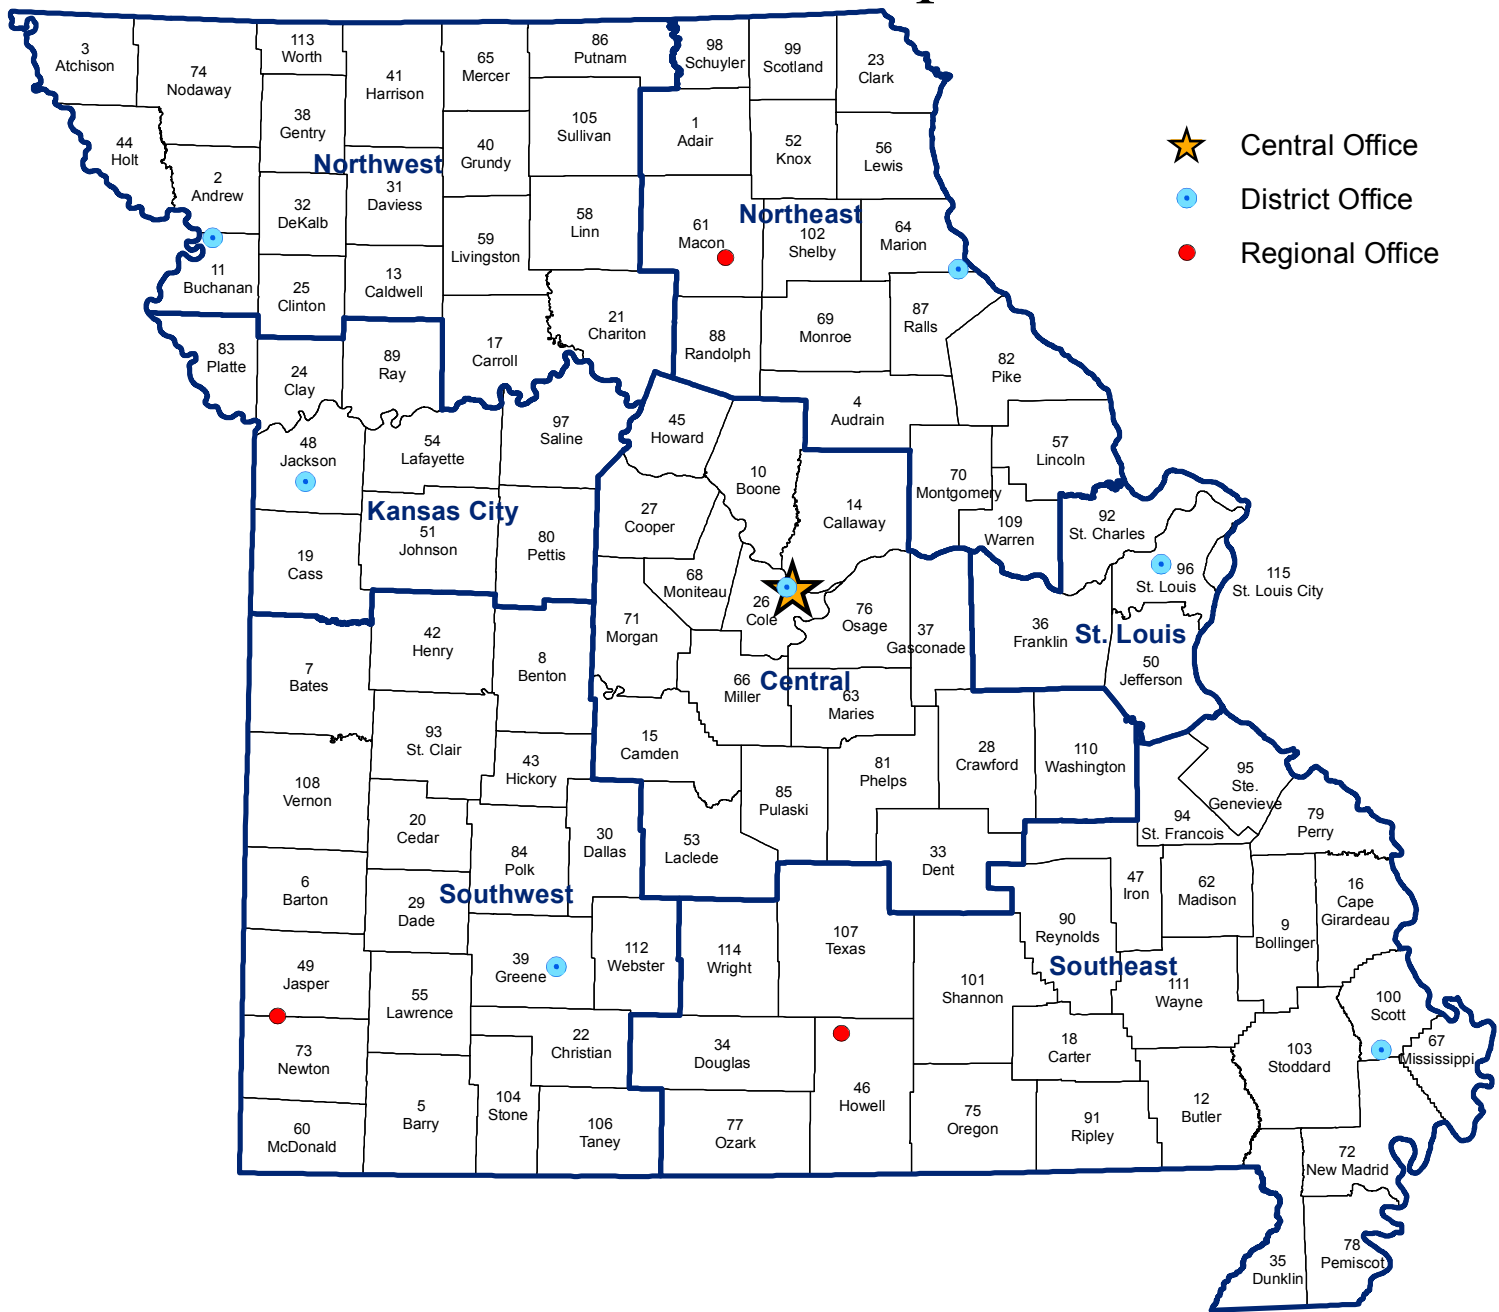 3
Atchison
74
Nodaway
113
Worth
41
Harrison
65
Mercer
86
Putnam
98
Schuyler
99
Scotland
23
Clark
44
Holt
38
Gentry
40
Grundy
105
Sullivan
1
Adair
52
Knox
56
Lewis
Central Office
District Office
Regional Office
Northwest
2
Andrew
32
DeKalb
31
Daviess
59
Livingston
58
Linn
61
Macon
Northeast
102
Shelby
64
Marion
11
Buchanan
25
Clinton
13
Caldwell
17
Carroll
21
Chariton
88
Randolph
69
Monroe
87
Ralls
82
Pike
83
Platte
24
Clay
89
Ray
97
Saline
45
Howard
4
Audrain
57
Lincoln
48
Jackson
54
Lafayette
10
Boone
14
Callaway
70
Montgomery
109
Warren
92
St. Charles
96
St. Louis
115
St. Louis City
Kansas City
51
Johnson
80
Pettis
27
Cooper
19
Cass
68
Moniteau
26
Cole
76
Osage
37
Gasconade
36
Franklin
St. Louis
50
Jefferson
42
Henry
8
Benton
71
Morgan
66
Miller
Central
63
Maries
7
Bates
93
St. Clair
43
Hickory
15
Camden
85
Pulaski
81
Phelps
28
Crawford
110
Washington
95
Ste.
Genevieve
94
St. Francois
79
Perry
108
Vernon
20
Cedar
84
Polk
30
Dallas
53
Laclede
33
Dent
47
Iron
62
Madison
16
Cape
Girardeau
6
Barton
29
Dade
Southwest
90
Reynolds
9
Bollinger
49
Jasper
55
Lawrence
39
Greene
112
Webster
114
Wright
107
Texas
101
Shannon
Southeast
111
Wayne
100
Scott
67
Mississippi
73
Newton
22
Christian
34
Douglas
18
Carter
103
Stoddard
60
McDonald
5
Barry
104
Stone
106
Taney
77
Ozark
46
Howell
75
Oregon
91
Ripley
12
Butler
72
New Madrid
35
Dunklin
78
Pemiscot